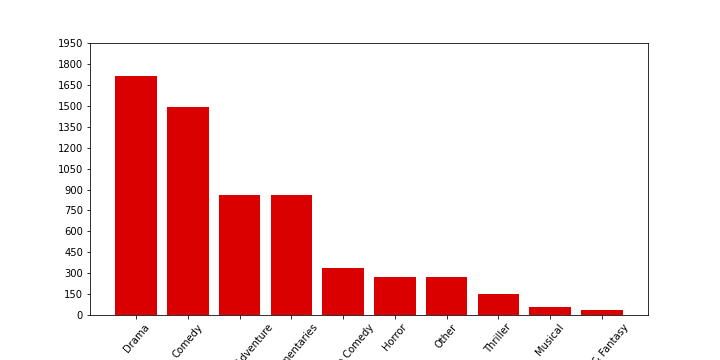 1950
1800
1650
1500
1350
1200
1050
900
750
600
450
300
150
0
Drama
Comedy
dventure
mentaries
Comedy
Horror
Other
Thriller
Musical
& Fantasy